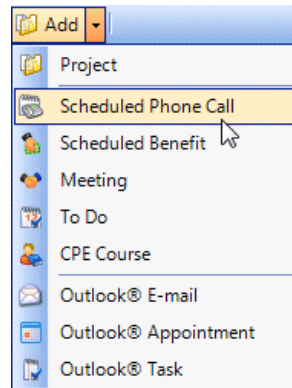 Add
Project
Scheduled Phone Call
Scheduled Benefit
Meeting
To Do
CPE Course
Outlook® E-mail
Outlook® Appointment
Outlook® Task